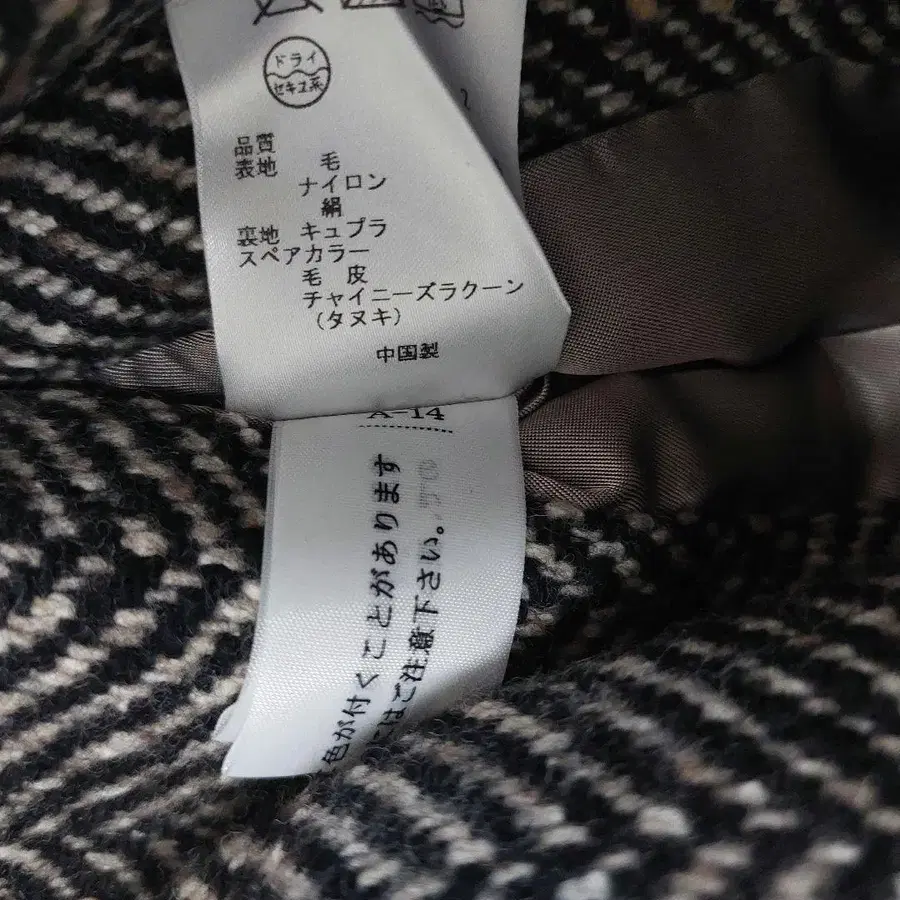 ドライ
セキユ系
品質
表地 毛
ナイロン
絹
裏地 キュプラ
スペアカラー
毛 皮
チャイニーズラクーン
(タヌキ)
中国製
A-14
色が付くことがあります
にはご注意下さい。